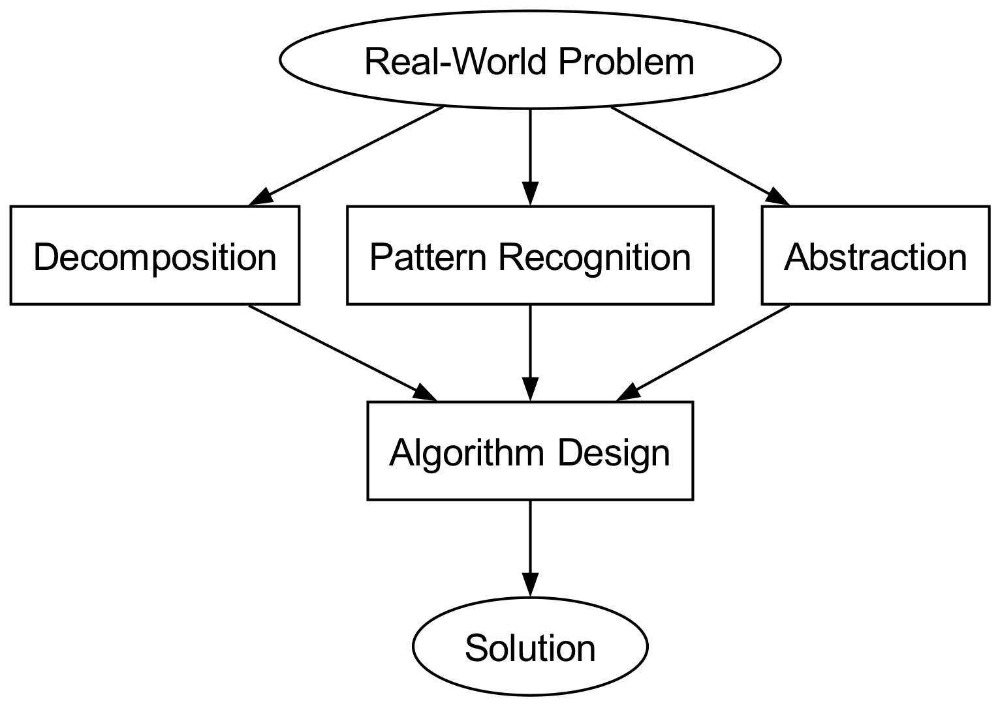 Real-World Problem
Decomposition
Pattern Recognition
Abstraction
Algorithm Design
Solution